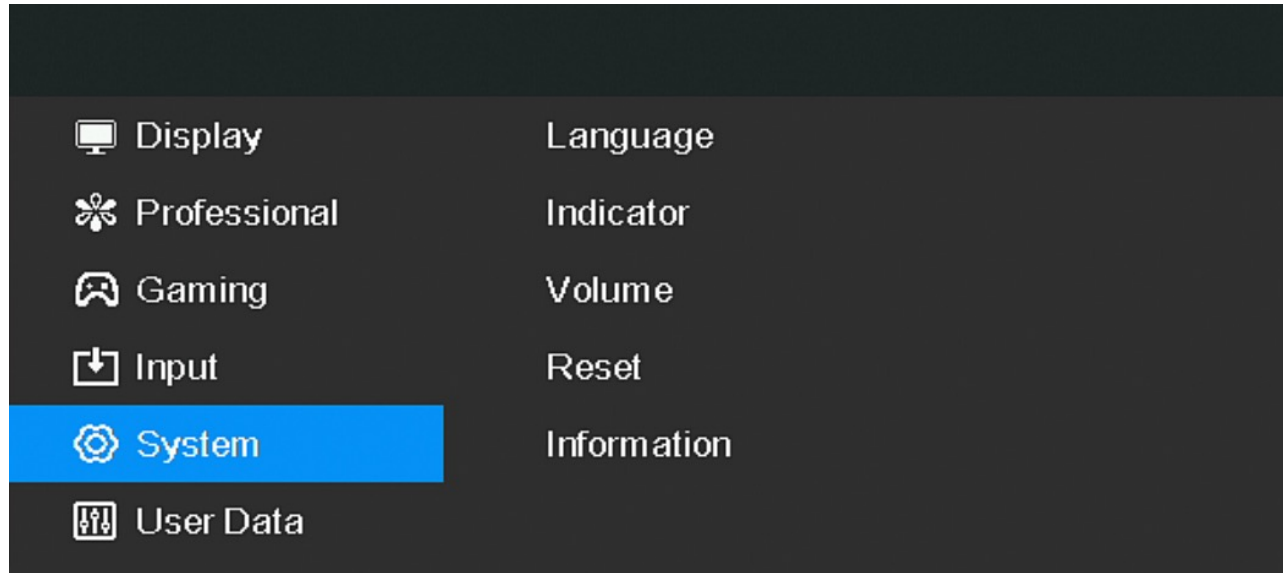 Display
Professional
Gaming
Input
System
User Data
Language
Indicator
Volume
Reset
Information